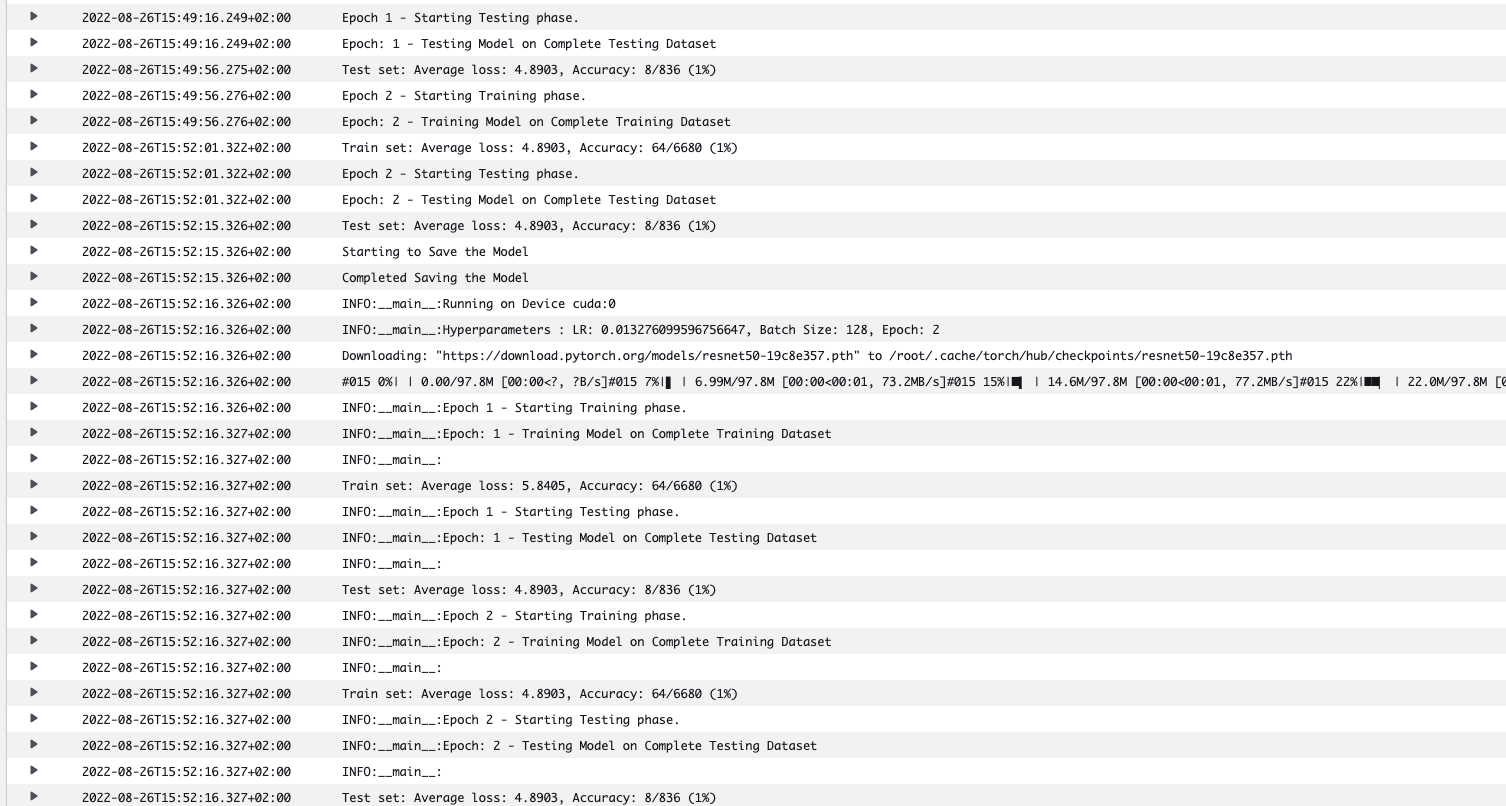 2022-08-26T15:49:16.249+02:00 Epoch 1 - Starting Testing phase.
2022-08-26T15:49:16.249+02:00 Epoch: 1 - Testing Model on Complete Testing Dataset
2022-08-26T15:49:56.275+02:00 Test set: Average loss: 4.8903, Accuracy: 8/836 (1%)
2022-08-26T15:49:56.276+02:00 Epoch 2 - Starting Training phase.
2022-08-26T15:49:56.276+02:00 Epoch: 2 - Training Model on Complete Training Dataset
2022-08-26T15:52:01.322+02:00 Train set: Average loss: 4.8903, Accuracy: 64/6680 (1%)
2022-08-26T15:52:01.322+02:00 Epoch 2 - Starting Testing phase.
2022-08-26T15:52:01.322+02:00 Epoch: 2 - Testing Model on Complete Testing Dataset
2022-08-26T15:52:15.326+02:00 Test set: Average loss: 4.8903, Accuracy: 8/836 (1%)
2022-08-26T15:52:15.326+02:00 Starting to Save the Model
2022-08-26T15:52:15.326+02:00 Completed Saving the Model
2022-08-26T15:52:16.326+02:00 INFO:__main__:Running on Device cuda:0
2022-08-26T15:52:16.326+02:00 INFO:__main__:Hyperparameters : LR: 0.013276099596756647, Batch Size: 128, Epoch: 2
2022-08-26T15:52:16.326+02:00 Downloading: "https://download.pytorch.org/models/resnet50-19c8e357.pth" to /root/.cache/torch/hub/checkpoints/resnet50-19c8e357.pth
2022-08-26T15:52:16.326+02:00 #015 0%| | 0.00/97.8M [00:00<?, ?B/s]#015 7%|▋ | 6.99M/97.8M [00:00<00:01, 73.2MB/s]#015 15%|█▍ | 14.6M/97.8M [00:00<00:01, 77.2MB/s]#015 22%|██▎ | 22.0M/97.8M [0
2022-08-26T15:52:16.326+02:00 INFO:__main__:Epoch 1 - Starting Training phase.
2022-08-26T15:52:16.327+02:00 INFO:__main__:Epoch: 1 - Training Model on Complete Training Dataset
2022-08-26T15:52:16.327+02:00 INFO:__main__:
2022-08-26T15:52:16.327+02:00 Train set: Average loss: 5.8405, Accuracy: 64/6680 (1%)
2022-08-26T15:52:16.327+02:00 INFO:__main__:Epoch 1 - Starting Testing phase.
2022-08-26T15:52:16.327+02:00 INFO:__main__:Epoch: 1 - Testing Model on Complete Testing Dataset
2022-08-26T15:52:16.327+02:00 INFO:__main__:
2022-08-26T15:52:16.327+02:00 Test set: Average loss: 4.8903, Accuracy: 8/836 (1%)
2022-08-26T15:52:16.327+02:00 INFO:__main__:Epoch 2 - Starting Training phase.
2022-08-26T15:52:16.327+02:00 INFO:__main__:Epoch: 2 - Training Model on Complete Training Dataset
2022-08-26T15:52:16.327+02:00 INFO:__main__:
2022-08-26T15:52:16.327+02:00 Train set: Average loss: 4.8903, Accuracy: 64/6680 (1%)
2022-08-26T15:52:16.327+02:00 INFO:__main__:Epoch 2 - Starting Testing phase.
2022-08-26T15:52:16.327+02:00 INFO:__main__:Epoch: 2 - Testing Model on Complete Testing Dataset
2022-08-26T15:52:16.327+02:00 INFO:__main__:
2022-08-26T15:52:16.327+02:00 Test set: Average loss: 4.8903, Accuracy: 8/836 (1%)